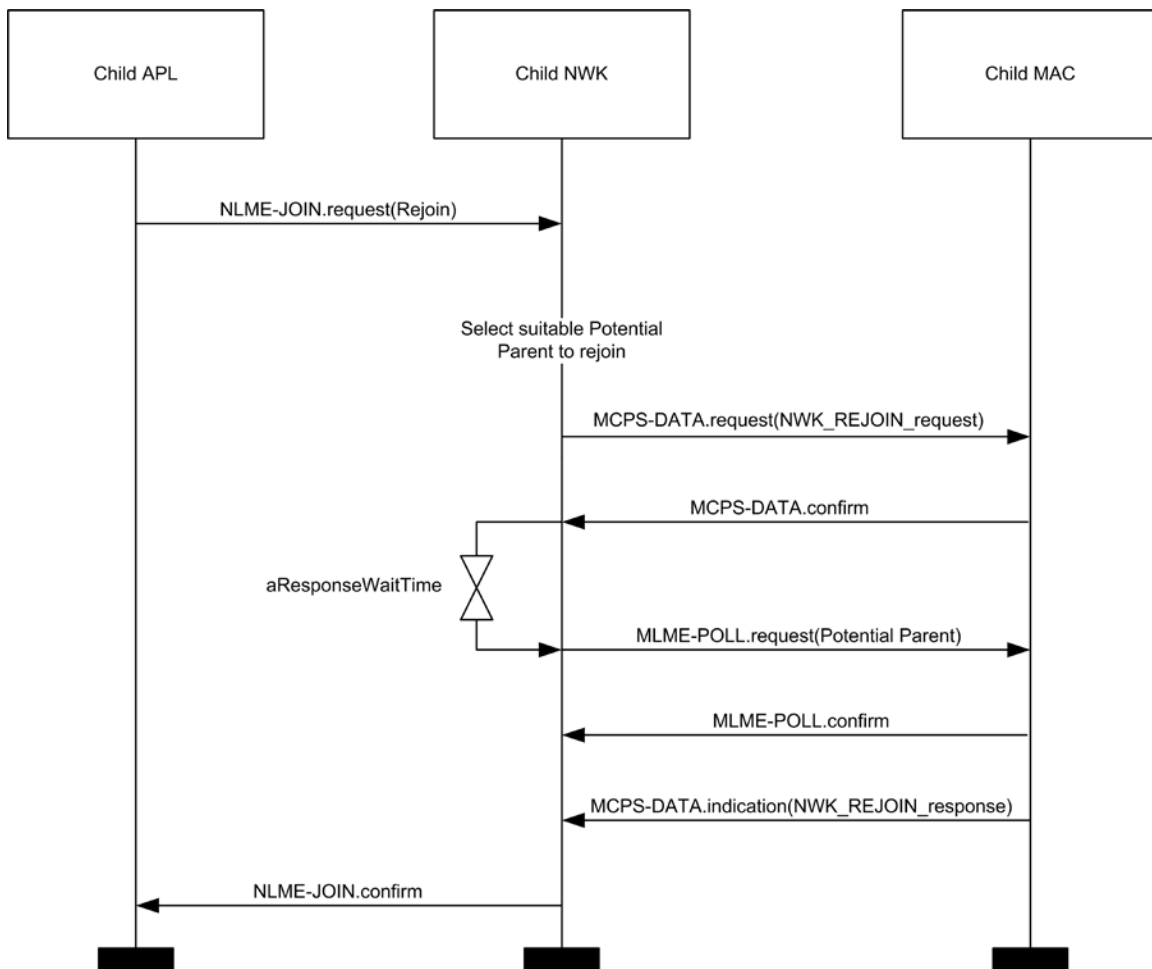 Child APL
Child NWK
Child MAC
NLME-JOIN.request(Rejoin)
Select suitable Potential
Parent to rejoin
MCPS-DATA.request(NWK_REJOIN_request)
MCPS-DATA.confirm
aResponseWaitTime
MLME-POLL.request(Potential Parent)
MLME-POLL.confirm
MCPS-DATA.indication(NWK_REJOIN_response)
NLME-JOIN.confirm